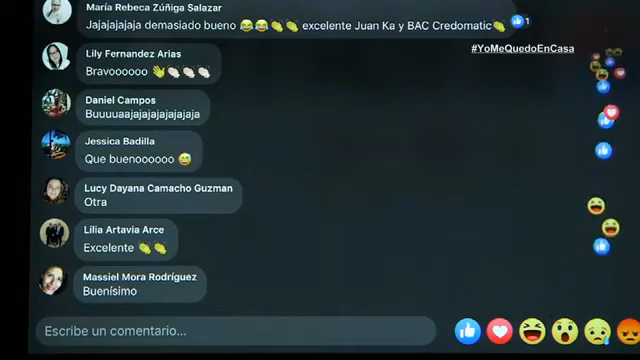 María Rebeca Zúñiga Salazar
Jajajajajaja demasiado bueno 😂😂👏👏 excelente Juan Ka y BAC Credomatic👏
1
#YoMeQuedoEnCasa
Lily Fernandez Arias
Bravoooooo 👋👏🏻👏🏻👏🏻👏🏻
Daniel Campos
Buuuuaajajajajajajajaja
Jessica Badilla
Que buenoooooo 😅
Lucy Dayana Camacho Guzman
Otra
Lilia Artavia Arce
Excelente 👏👏
Massiel Mora Rodríguez
Buenísimo
Escribe un comentario...